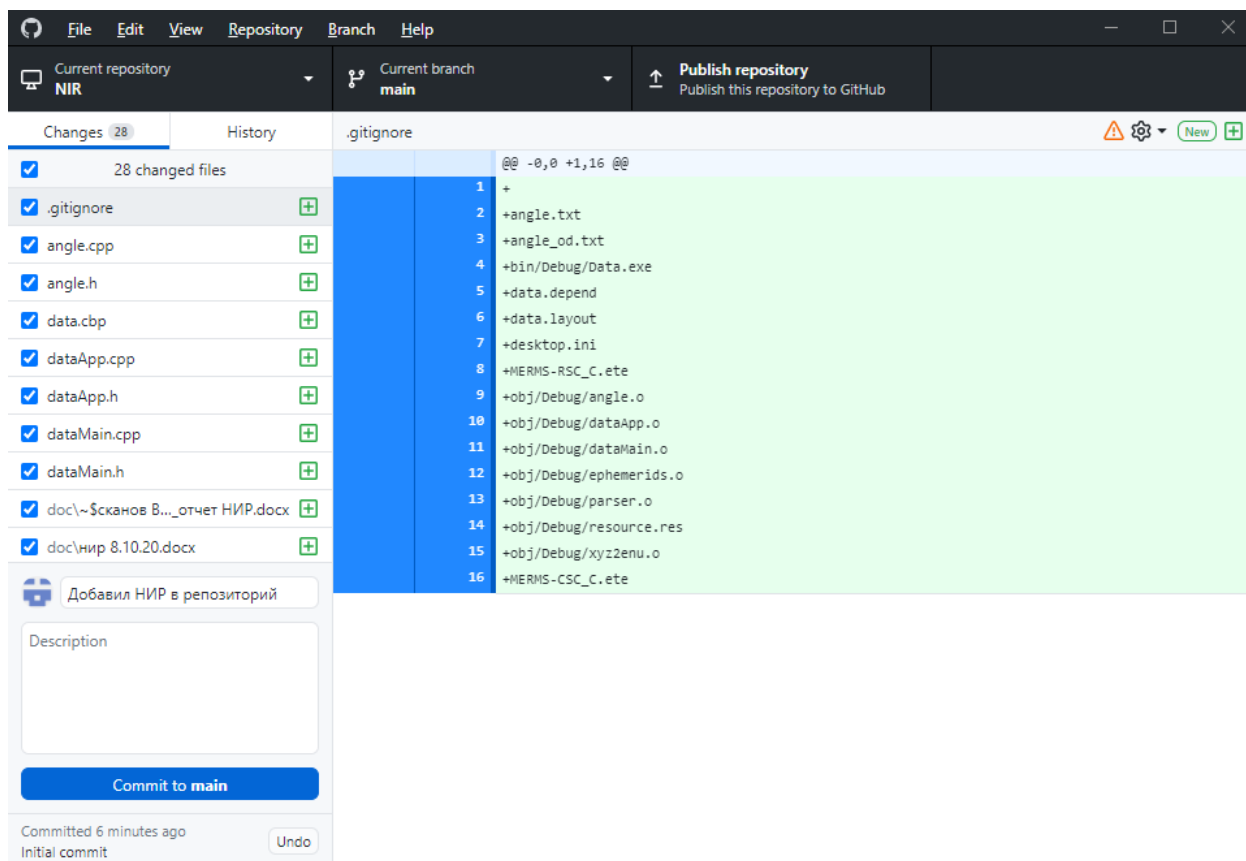 File Edit View Repository Branch Help
Current repository
NIR
Current branch
main
Publish repository
Publish this repository to GitHub
Changes 28 History
.gitignore
New
28 changed files
.gitignore
angle.cpp
angle.h
data.cbp
dataApp.cpp
dataApp.h
dataMain.cpp
dataMain.h
doc\~$сканов В..._отчет НИР.docx
doc\нир 8.10.20.docx
@@ -0,0 +1,16 @@
1 +
2 +angle.txt
3 +angle_od.txt
4 +bin/Debug/Data.exe
5 +data.depend
6 +data.layout
7 +desktop.ini
8 +MERMS-RSC_C.ete
9 +obj/Debug/angle.o
10 +obj/Debug/dataApp.o
11 +obj/Debug/dataMain.o
12 +obj/Debug/ephemerids.o
13 +obj/Debug/parser.o
14 +obj/Debug/resource.res
15 +obj/Debug/xyz2enu.o
16 +MERMS-CSC_C.ete
Добавил НИР в репозиторий
Description
Commit to main
Committed 6 minutes ago
Initial commit
Undo